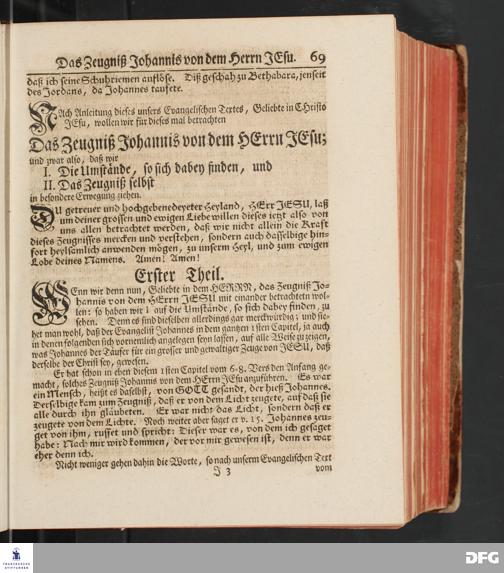 Das Zeugniß Johannis von dem Herrn JEsu. 69
daß ich seine Schuhriemen auflöse. Diß geschah zu Bethabara, jenseit
des Jordans, da Johannes taufete.
NAch Anleitung dieses unsers Evangelischen Textes, Geliebte in CHristo
JEsu, wollen wir für dieses mal betrachten
Das Zeugniß Johannis von dem HErrn JEsu;
und zwar also, daß wir
I. Die Umstände, so sich dabey finden, und
II. Das Zeugniß selbst
in besondere Erwegung ziehen.
DU getreuer und hochgebenedeyeter Heyland, HErr JESU, laß
um deiner grossen und ewigen Liebe willen dieses ietzt also von
uns allen betrachtet werden, daß wir nicht allein die Kraft
dieses Zeugnisses mercken und verstehen, sondern auch dasselbige hin-
fort heylsamlich anwenden mögen, zu unserm Heyl, und zum ewigen
Lobe deines Namens. Amen! Amen!
Erster Theil.
WEnn wir denn nun, Geliebte in dem HERRN, das Zeugniß Jo-
hannis von dem HErrn JESU mit einander betrachten wol-
len: so haben wir 1 auf die Umstände, so sich dabey finden, zu
sehen. Denn es sind dieselben allerdings gar merckwürdig; und sie-
het man wohl, daß der Evangelist Johannes in dem gantzen 1sten Capitel, ja auch
in denen folgenden sich vornemlich angelegen seyn lassen, auf alle Weise zu zeigen,
was Johannes der Täufer für ein grosser und gewaltiger Zeuge von JESU, daß
derselbe der Christ sey, gewesen.
Er hat schon in eben diesem 1sten Capitel vom 6-8. Vers den Anfang ge-
macht, solches Zeugniß Johannis von dem HErrn JEsu anzuführen. Es war
ein Mensch, heißt es daselbst, von GOTT gesandt, der hieß Johannes.
Derselbige kam zum Zeugniß, daß er von dem Licht zeugete, auf daß sie
alle durch ihn gläubeten. Er war nicht das Licht, sondern daß er
zeugete von dem Lichte. Noch weiter aber saget er v. 15. Johannes zeu-
get von ihm, ruffet und spricht: Dieser war es, von dem ich gesaget
habe: Nach mir wird kommen, der vor mir gewesen ist, denn er war
eher denn ich.
Nicht weniger gehen dahin die Worte, so nach unserm Evangelischen Text
J 3 vom
FRANCKESCHE
STIFTUNGEN
DFG